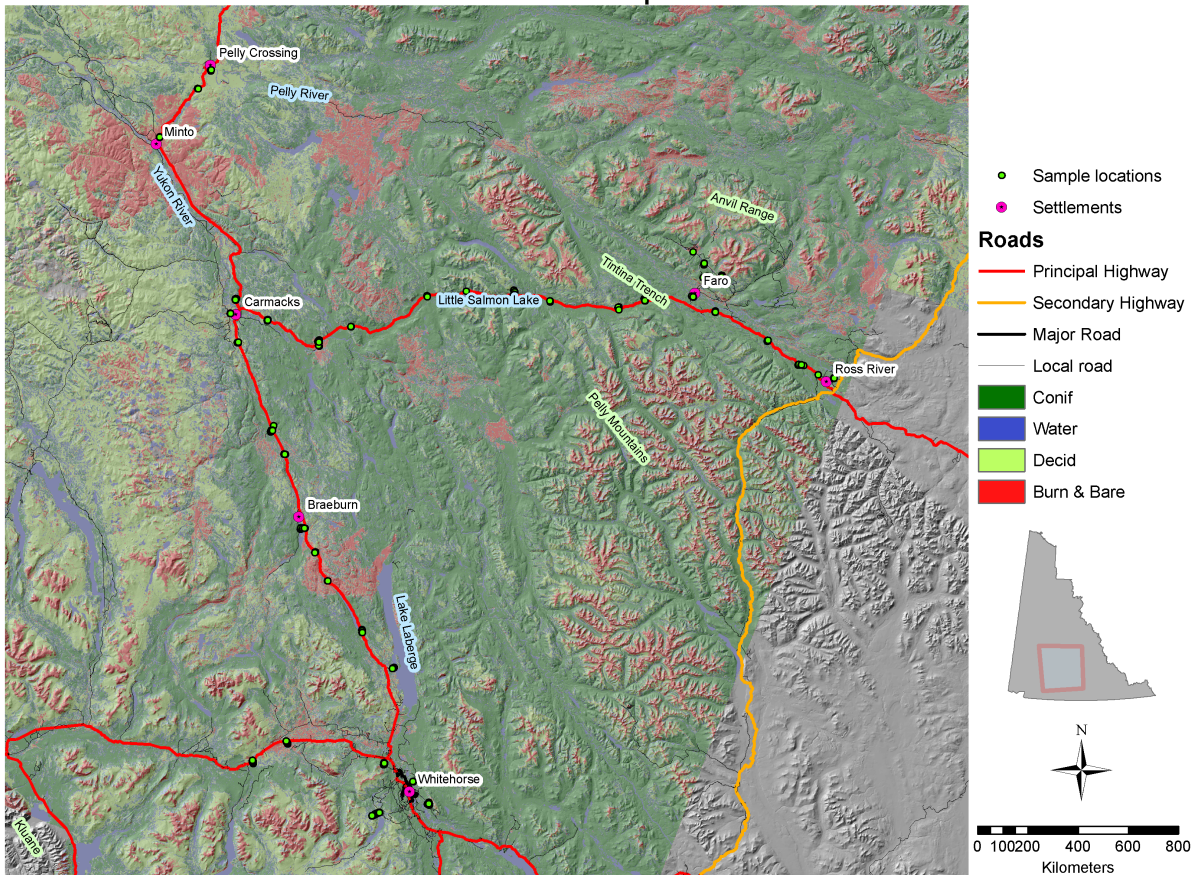 Pelly Crossing
Pelly River
Minto
Yukon River
Anvil Range
Tintina Trench
Faro
Carmacks
Little Salmon Lake
Ross River
Pelly Mountains
Braeburn
Lake Laberge
Whitehorse
Kluane
Sample locations
Settlements
Roads
Principal Highway
Secondary Highway
Major Road
Local road
Conif
Water
Decid
Burn & Bare
N
0 100 200 400 600 800
Kilometers